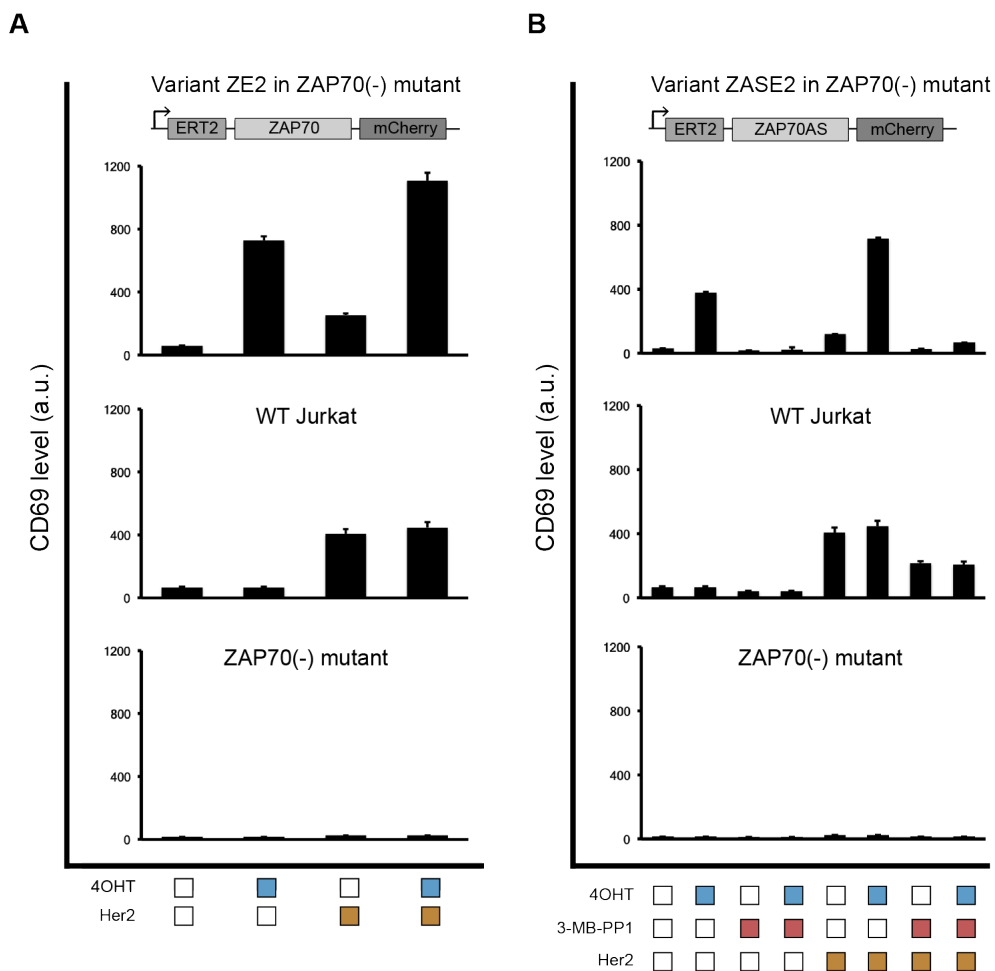 A
Variant ZE2 in ZAP70(-) mutant
ERT2 ZAP70 mCherry
1200
800
400
0
WT Jurkat
1200
800
400
0
ZAP70(-) mutant
1200
800
400
0
CD69 level (a.u.)
4OHT
Her2
B
Variant ZASE2 in ZAP70(-) mutant
ERT2 ZAP70AS mCherry
1200
800
400
0
WT Jurkat
1200
800
400
0
ZAP70(-) mutant
1200
800
400
0
CD69 level (a.u.)
4OHT
3-MB-PP1
Her2